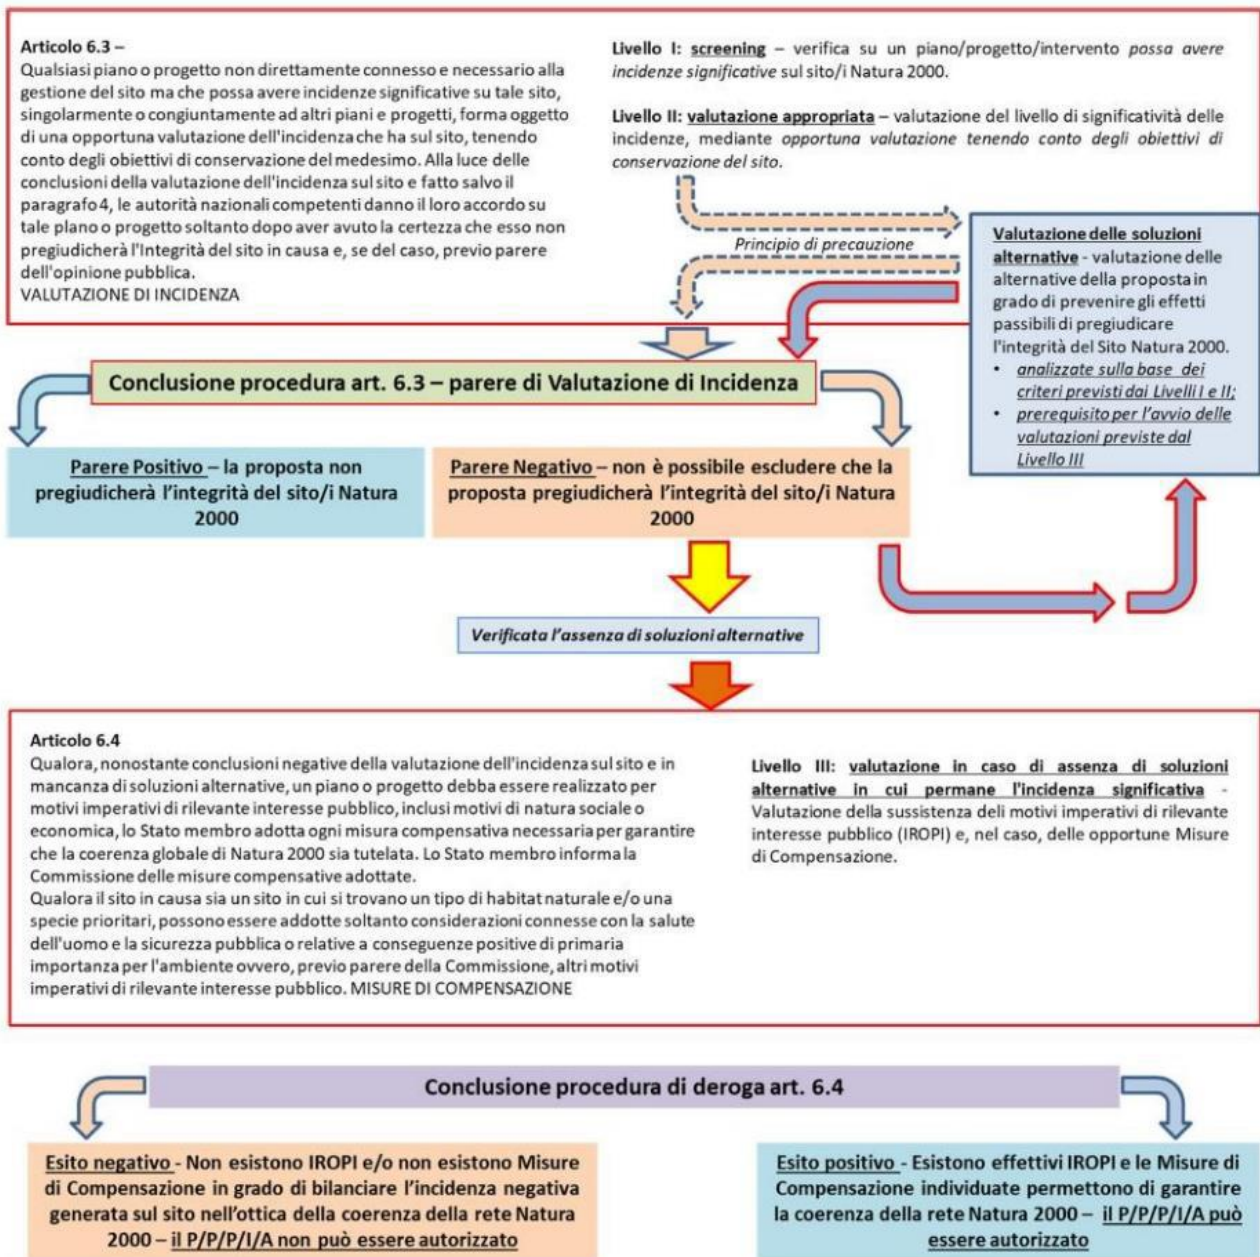 Articolo 6.3 –
Qualsiasi piano o progetto non direttamente connesso e necessario alla
gestione del sito ma che possa avere incidenze significative su tale sito,
singolarmente o congiuntamente ad altri piani e progetti, forma oggetto
di una opportuna valutazione dell'incidenza che ha sul sito, tenendo
conto degli obiettivi di conservazione del medesimo. Alla luce delle
conclusioni della valutazione dell'incidenza sul sito e fatto salvo il
paragrafo 4, le autorità nazionali competenti danno il loro accordo su
tale piano o progetto soltanto dopo aver avuto la certezza che esso non
pregiudicherà l'Integrità del sito in causa e, se del caso, previo parere
dell'opinione pubblica.
VALUTAZIONE DI INCIDENZA
Livello I: screening – verifica su un piano/progetto/intervento possa avere
incidenze significative sul sito/i Natura 2000.
Livello II: valutazione appropriata – valutazione del livello di significatività delle
incidenze, mediante opportuna valutazione tenendo conto degli obiettivi di
conservazione del sito.
Principio di precauzione
Valutazione delle soluzioni
alternative - valutazione delle
alternative della proposta in
grado di prevenire gli effetti
passibili di pregiudicare
l'integrità del Sito Natura 2000.
• analizzate sulla base dei
criteri previsti dai Livelli I e II;
• prerequisito per l'avvio delle
valutazioni previste dal
Livello III
Conclusione procedura art. 6.3 – parere di Valutazione di Incidenza
Parere Positivo – la proposta non
pregiudicherà l'integrità del sito/i Natura
2000
Parere Negativo – non è possibile escludere che la
proposta pregiudicherà l'integrità del sito/i Natura
2000
Verificata l'assenza di soluzioni alternative
Articolo 6.4
Qualora, nonostante conclusioni negative della valutazione dell'incidenza sul sito e in
mancanza di soluzioni alternative, un piano o progetto debba essere realizzato per
motivi imperativi di rilevante interesse pubblico, inclusi motivi di natura sociale o
economica, lo Stato membro adotta ogni misura compensativa necessaria per garantire
che la coerenza globale di Natura 2000 sia tutelata. Lo Stato membro informa la
Commissione delle misure compensative adottate.
Qualora il sito in causa sia un sito in cui si trovano un tipo di habitat naturale e/o una
specie prioritari, possono essere addotte soltanto considerazioni connesse con la salute
dell'uomo e la sicurezza pubblica o relative a conseguenze positive di primaria
importanza per l'ambiente ovvero, previo parere della Commissione, altri motivi
imperativi di rilevante interesse pubblico. MISURE DI COMPENSAZIONE
Livello III: valutazione in caso di assenza di soluzioni
alternative in cui permane l'incidenza significativa -
Valutazione della sussistenza deli motivi imperativi di rilevante
interesse pubblico (IROPI) e, nel caso, delle opportune Misure
di Compensazione.
Conclusione procedura di deroga art. 6.4
Esito negativo - Non esistono IROPI e/o non esistono Misure
di Compensazione in grado di bilanciare l'incidenza negativa
generata sul sito nell'ottica della coerenza della rete Natura
2000 – il P/P/P/I/A non può essere autorizzato
Esito positivo - Esistono effettivi IROPI e le Misure di
Compensazione individuate permettono di garantire
la coerenza della rete Natura 2000 – il P/P/P/I/A può
essere autorizzato